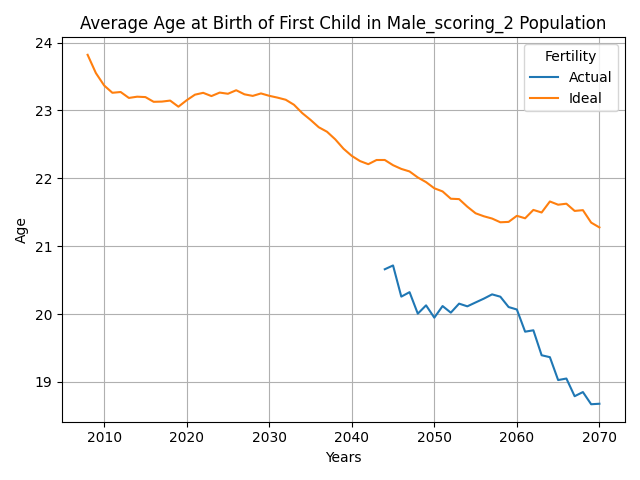 Average Age at Birth of First Child in Male_scoring_2 Population
24
23
22
21
20
19
Age
Fertility
Actual
Ideal
2010 2020 2030 2040 2050 2060 2070
Years